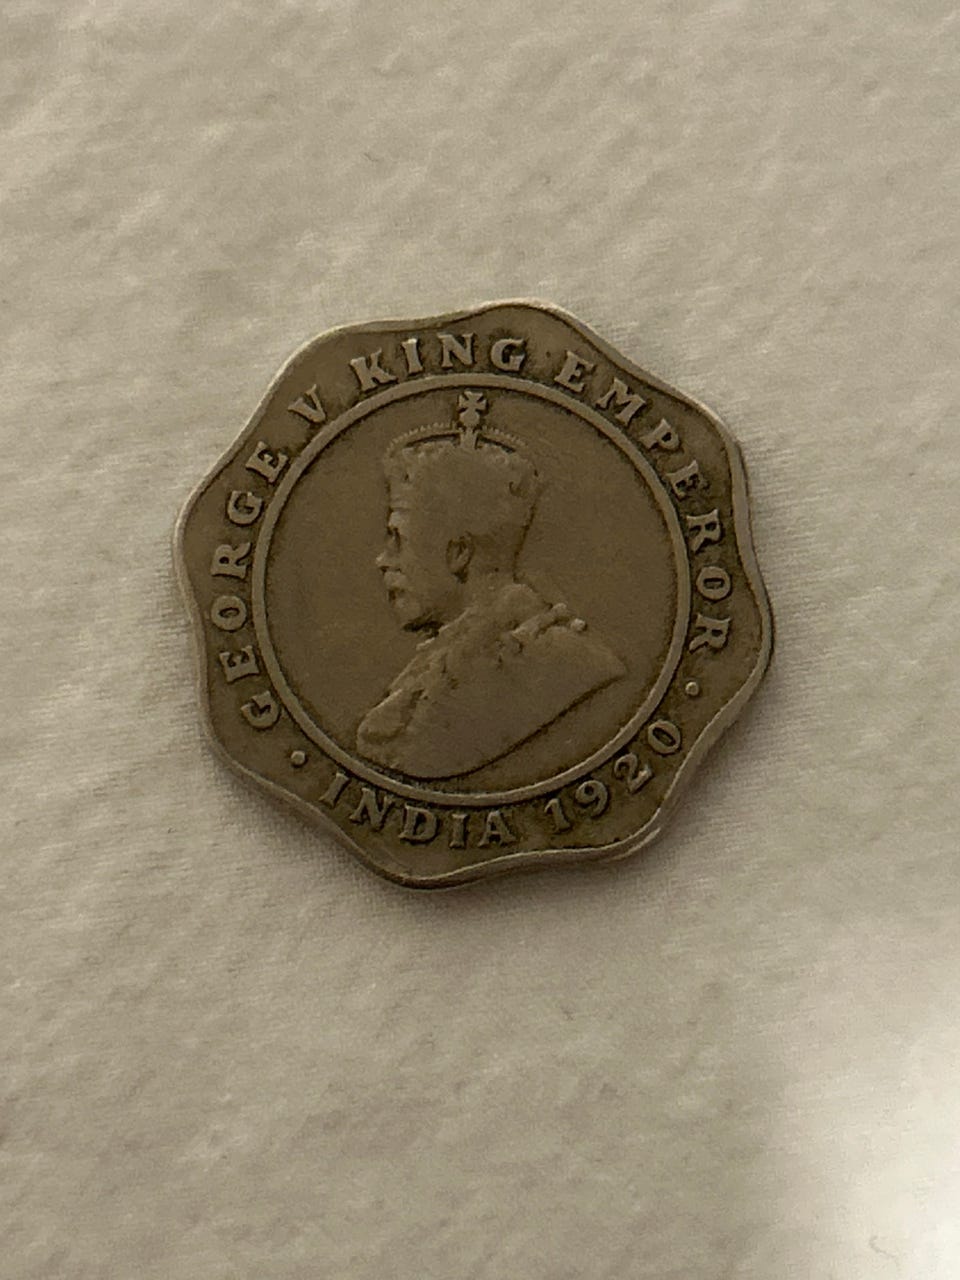 GEORGE V KING EMPEROR
· INDIA 1920 ·